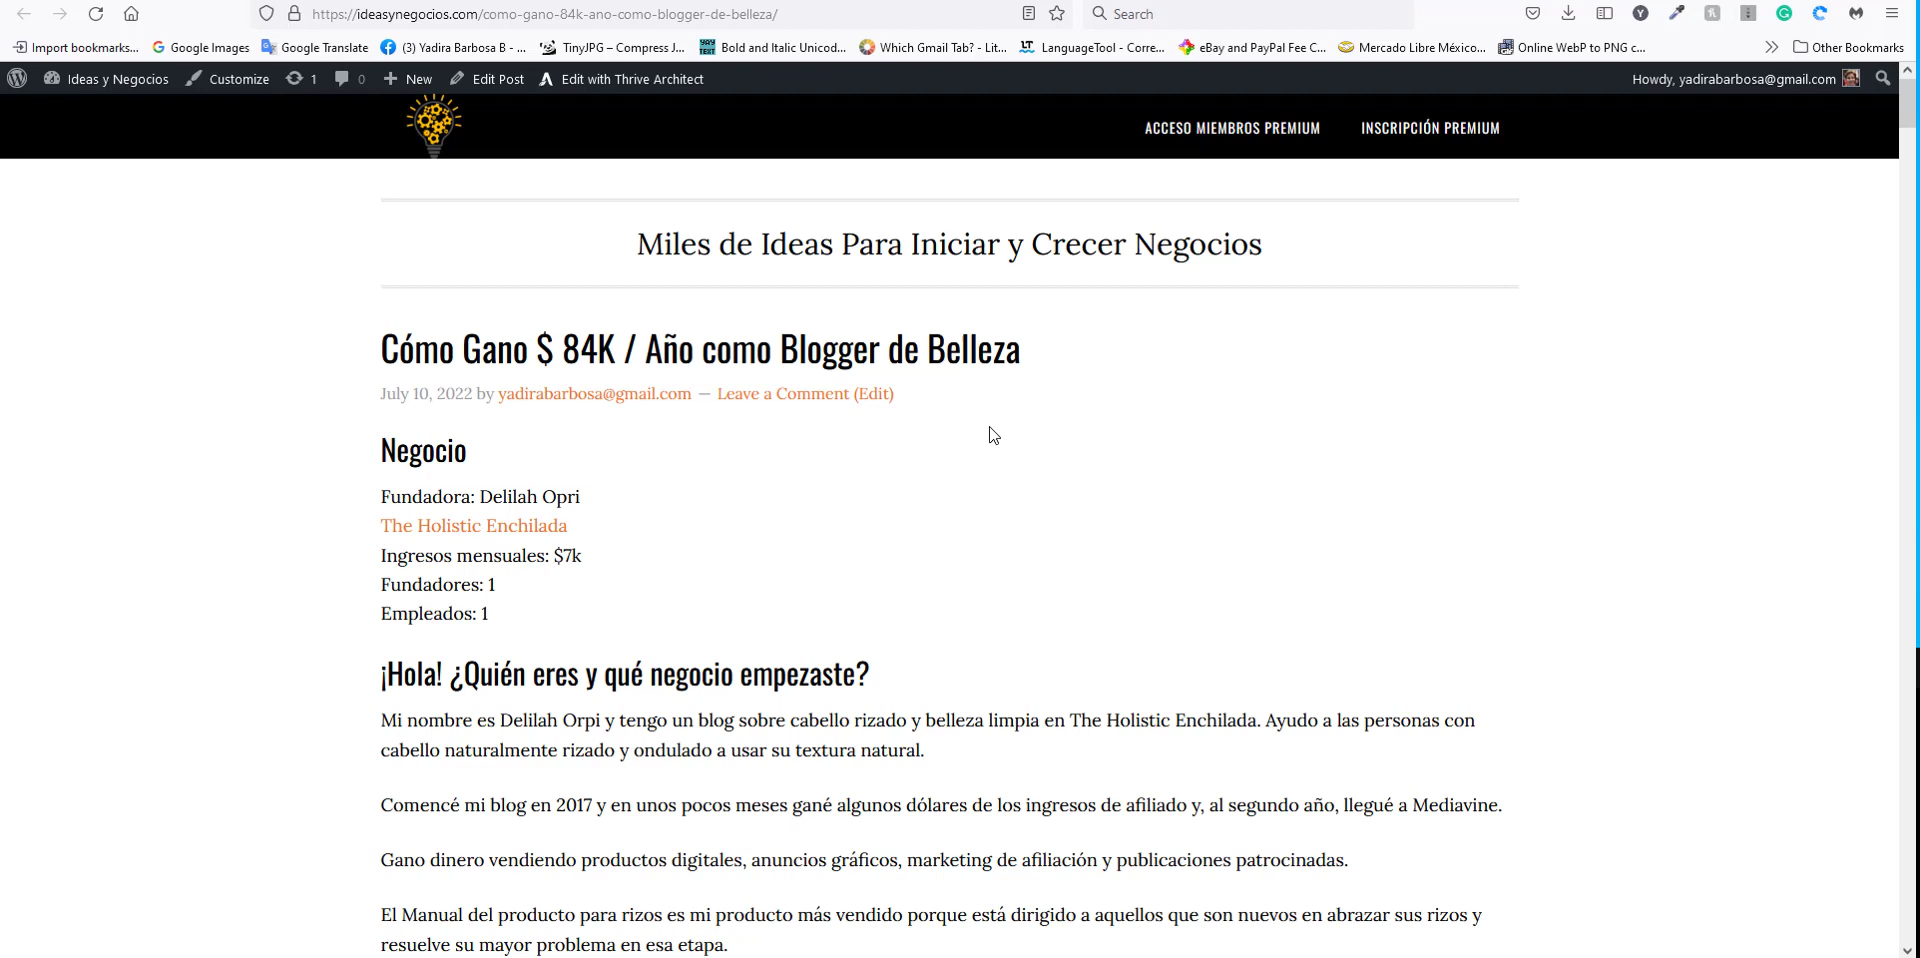 https://ideasynegocios.com/como-gano-84k-ano-como-blogger-de-belleza/
Search
Import bookmarks...
Google Images
Google Translate
(3) Yadira Barbosa B - ...
TinyJPG – Compress J...
YAY TEXT
Bold and Italic Unicod...
Which Gmail Tab? - Lit...
LT
LanguageTool - Corre...
eBay and PayPal Fee C...
Mercado Libre México...
Online WebP to PNG c...
Other Bookmarks
Ideas y Negocios
Customize
1
0
New
Edit Post
Edit with Thrive Architect
Howdy, yadirabarbosa@gmail.com
ACCESO MIEMBROS PREMIUM
INSCRIPCIÓN PREMIUM
Miles de Ideas Para Iniciar y Crecer Negocios
Cómo Gano $ 84K / Año como Blogger de Belleza
July 10, 2022 by yadirabarbosa@gmail.com — Leave a Comment (Edit)
Negocio
Fundadora: Delilah Opri
The Holistic Enchilada
Ingresos mensuales: $7k
Fundadores: 1
Empleados: 1
¡Hola! ¿Quién eres y qué negocio empezaste?
Mi nombre es Delilah Orpi y tengo un blog sobre cabello rizado y belleza limpia en The Holistic Enchilada. Ayudo a las personas con
cabello naturalmente rizado y ondulado a usar su textura natural.
Comencé mi blog en 2017 y en unos pocos meses gané algunos dólares de los ingresos de afiliado y, al segundo año, llegué a Mediavine.
Gano dinero vendiendo productos digitales, anuncios gráficos, marketing de afiliación y publicaciones patrocinadas.
El Manual del producto para rizos es mi producto más vendido porque está dirigido a aquellos que son nuevos en abrazar sus rizos y
resuelve su mayor problema en esa etapa.